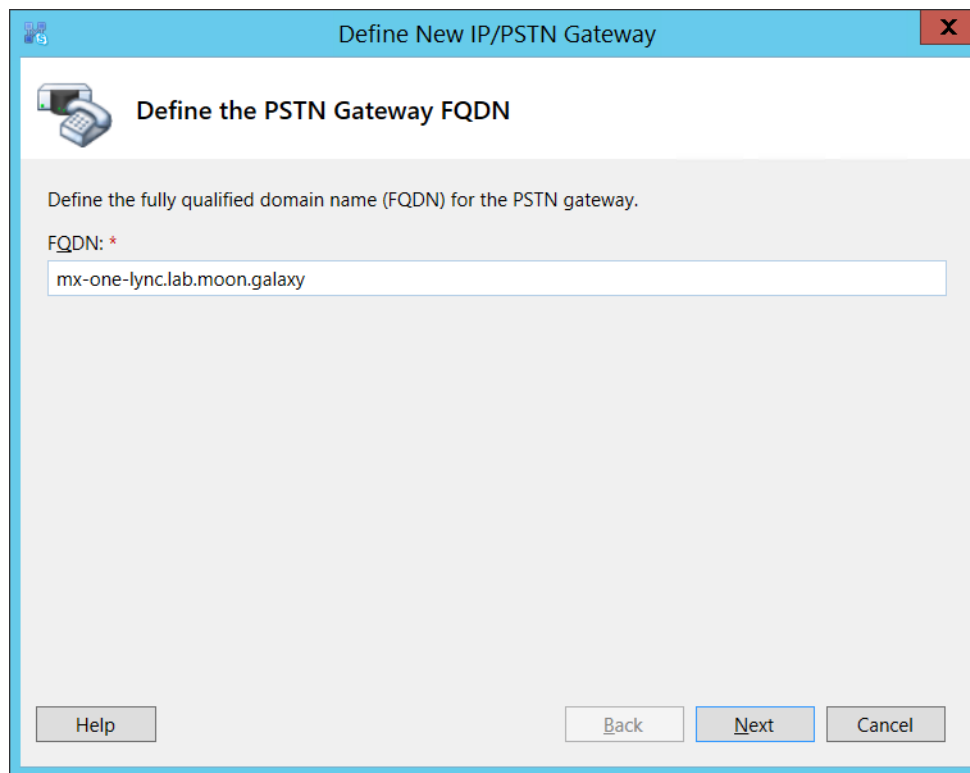 Define New IP/PSTN Gateway
X
Define the PSTN Gateway FQDN
Define the fully qualified domain name (FQDN) for the PSTN gateway.
FQDN: *
mx-one-lync.lab.moon.galaxy
Help Back Next Cancel